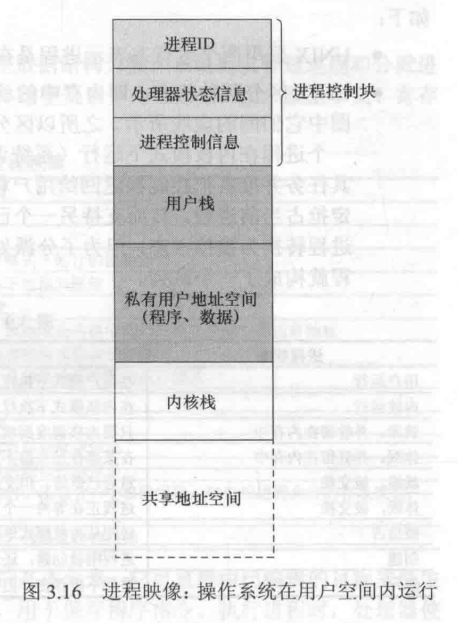 如下：
进程ID
处理器状态信息
进程控制块
进程控制信息
用户栈
私有用户地址空间
（程序、数据）
内核栈
共享地址空间
图 3.16 进程映像：操作系统在用户空间内运行